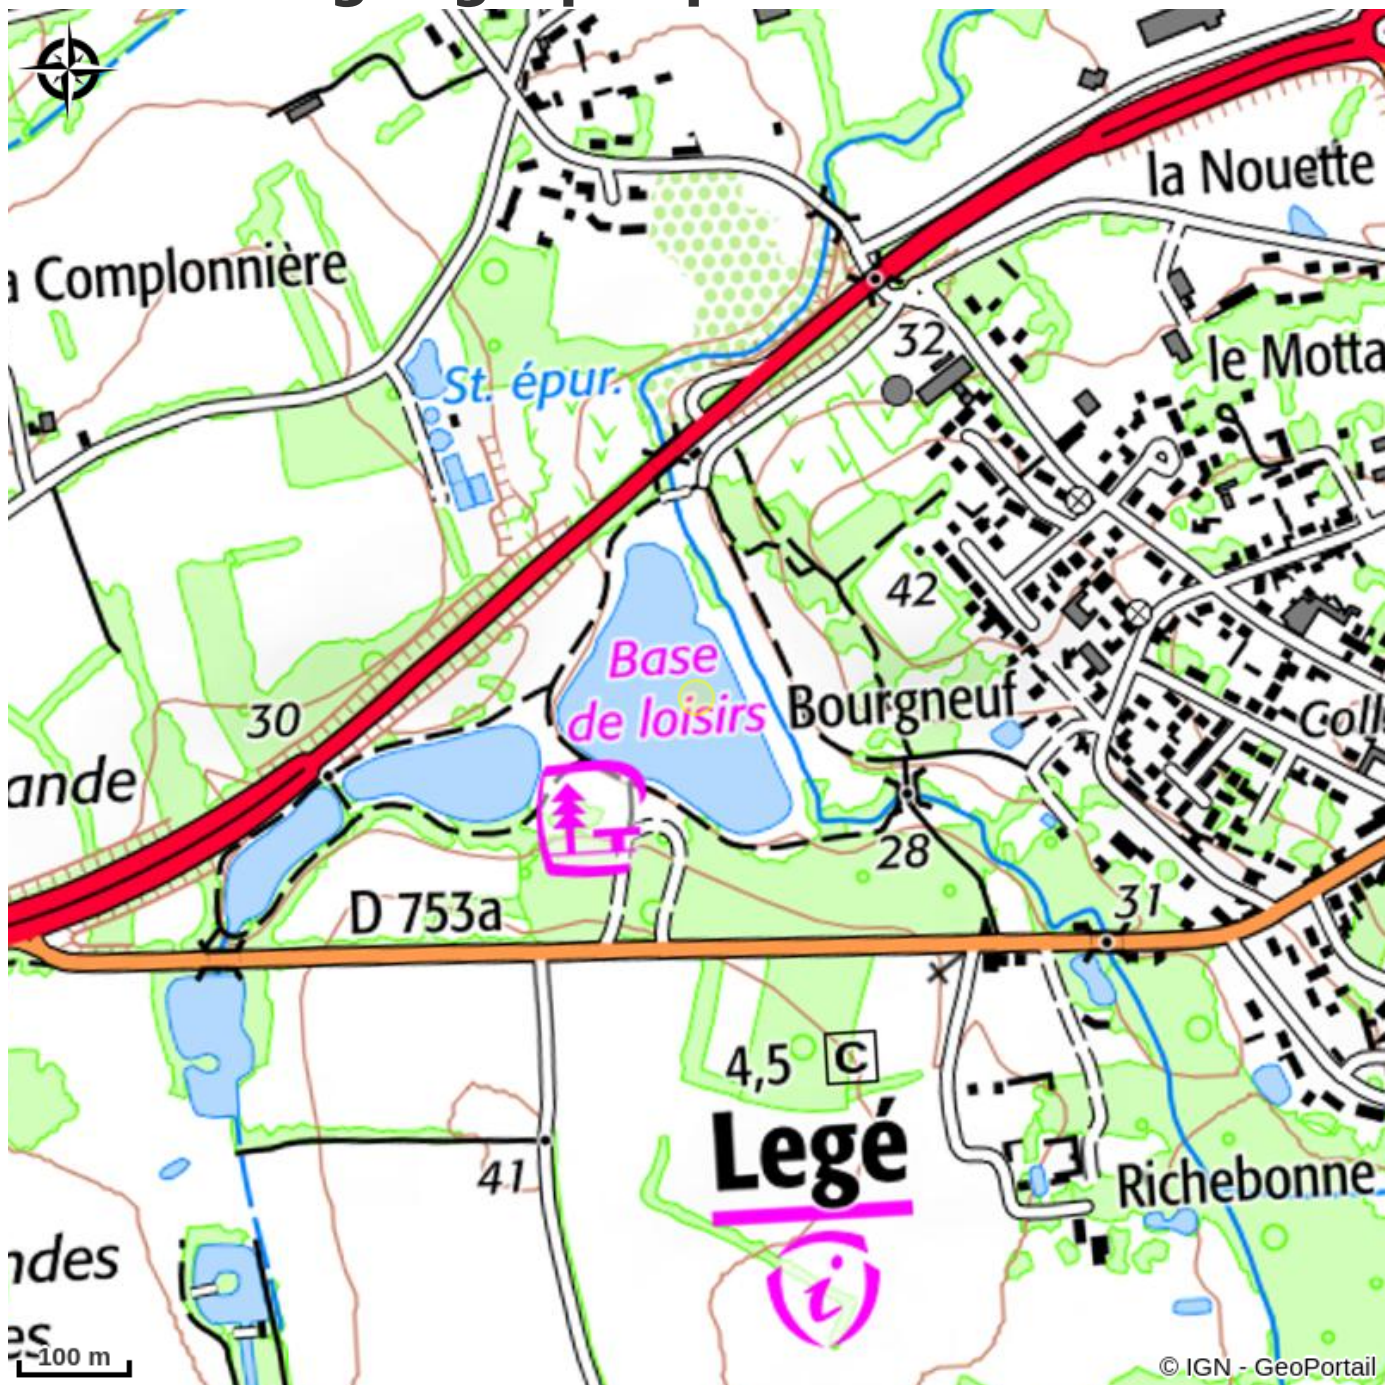 la Nouette
a Complonnière
32
le Motta
St. épur.
42
Base
de loisirs
Bourgneuf
30
Coll
ande
28
D 753a
31
4,5 C
Legé
41
Richebonne
i
ndes
es
100 m
© IGN - GeoPortail